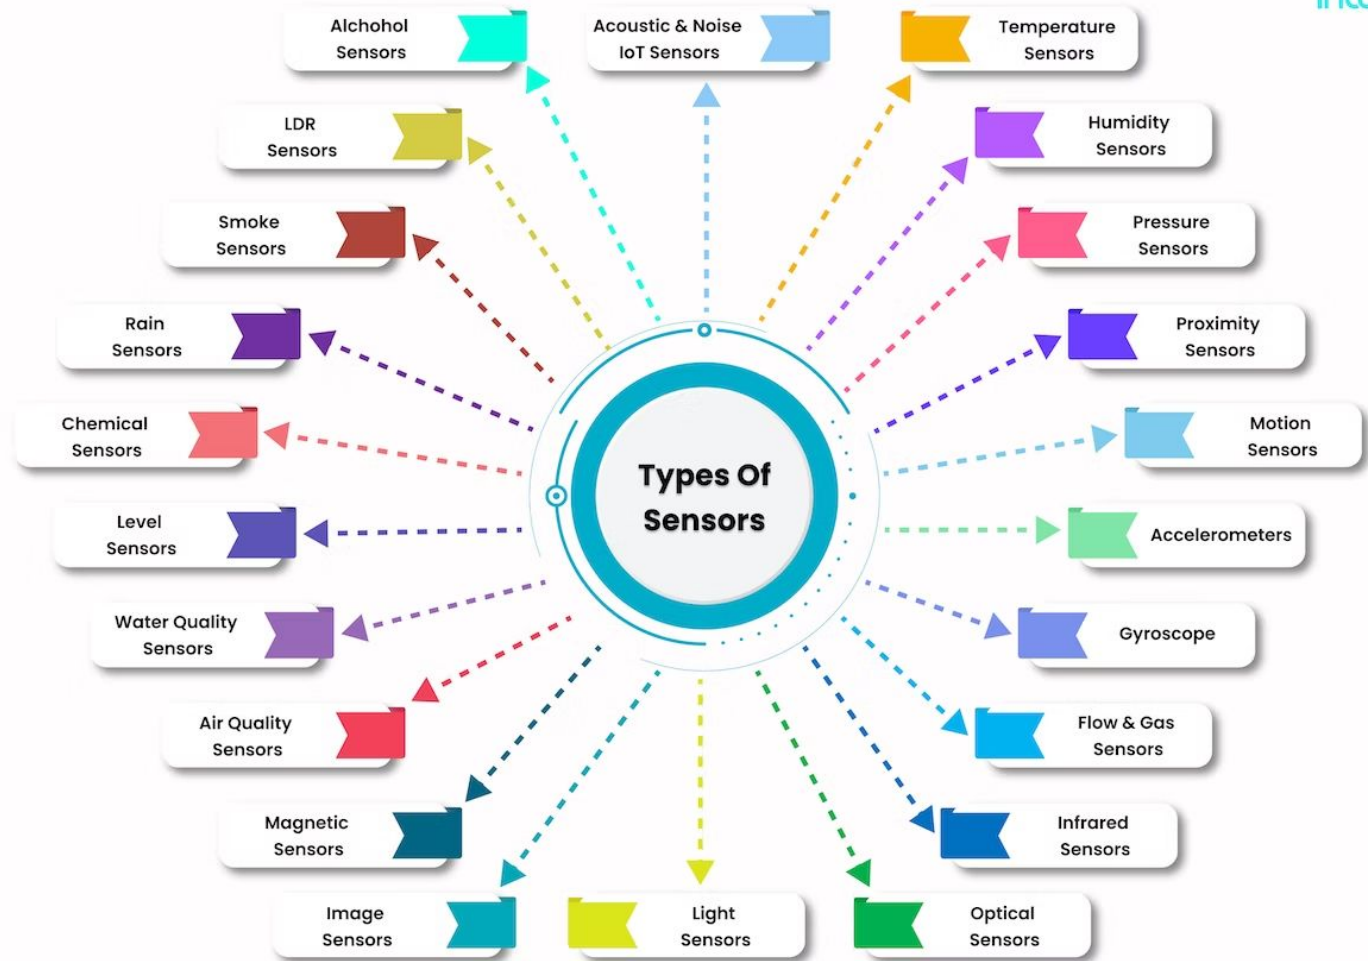 Alchohol
Sensors
Acoustic & Noise
IoT Sensors
Temperature
Sensors
LDR
Sensors
Humidity
Sensors
Smoke
Sensors
Pressure
Sensors
Rain
Sensors
Proximity
Sensors
Chemical
Sensors
Motion
Sensors
Types Of
Sensors
Level
Sensors
Accelerometers
Water Quality
Sensors
Gyroscope
Air Quality
Sensors
Flow & Gas
Sensors
Magnetic
Sensors
Infrared
Sensors
Image
Sensors
Light
Sensors
Optical
Sensors